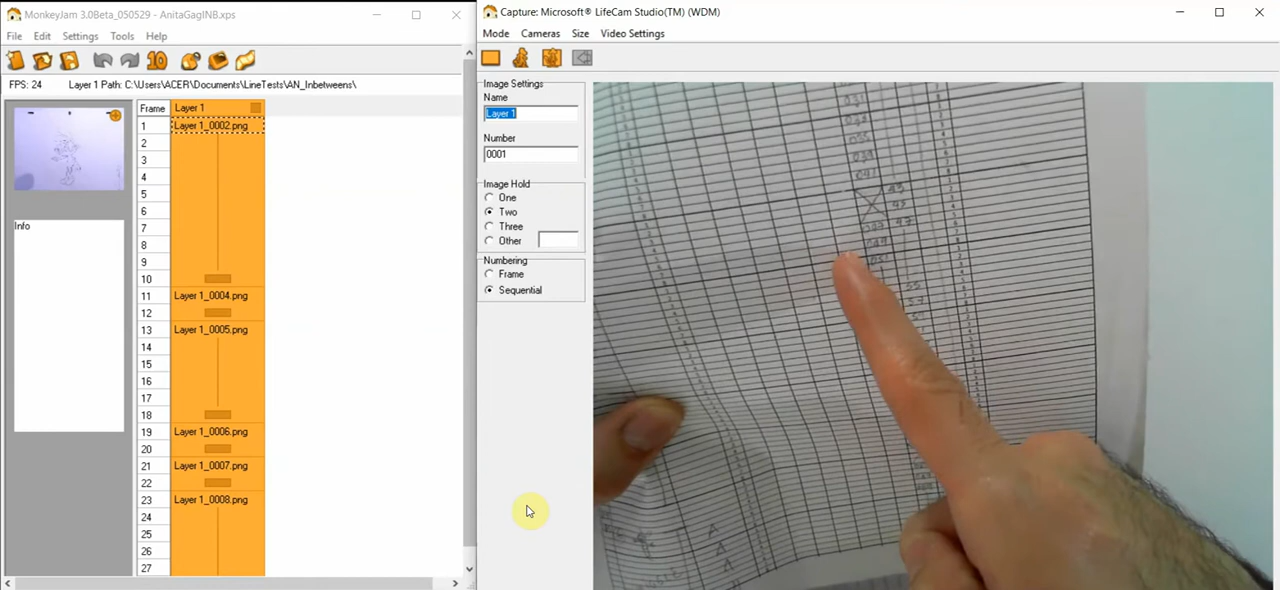 MonkeyJam 3.0Beta_050529 - AnitaGagINB.xps
File Edit Settings Tools Help
10
FPS: 24 Layer 1 Path: C:\Users\ACER\Documents\LineTests\AN_Inbetweens\
Frame Layer 1
1 Layer 1_0002.png
2
3
4
5
6
7
8
9
10
11 Layer 1_0004.png
12
13 Layer 1_0005.png
14
15
16
17
18
19 Layer 1_0006.png
20
21 Layer 1_0007.png
22
23 Layer 1_0008.png
24
25
26
27
Info
Capture: Microsoft® LifeCam Studio(TM) (WDM)
Mode Cameras Size Video Settings
Image Settings
Name
Layer 1
Number
0001
Image Hold
One
Two
Three
Other
Numbering
Frame
Sequential
45
47